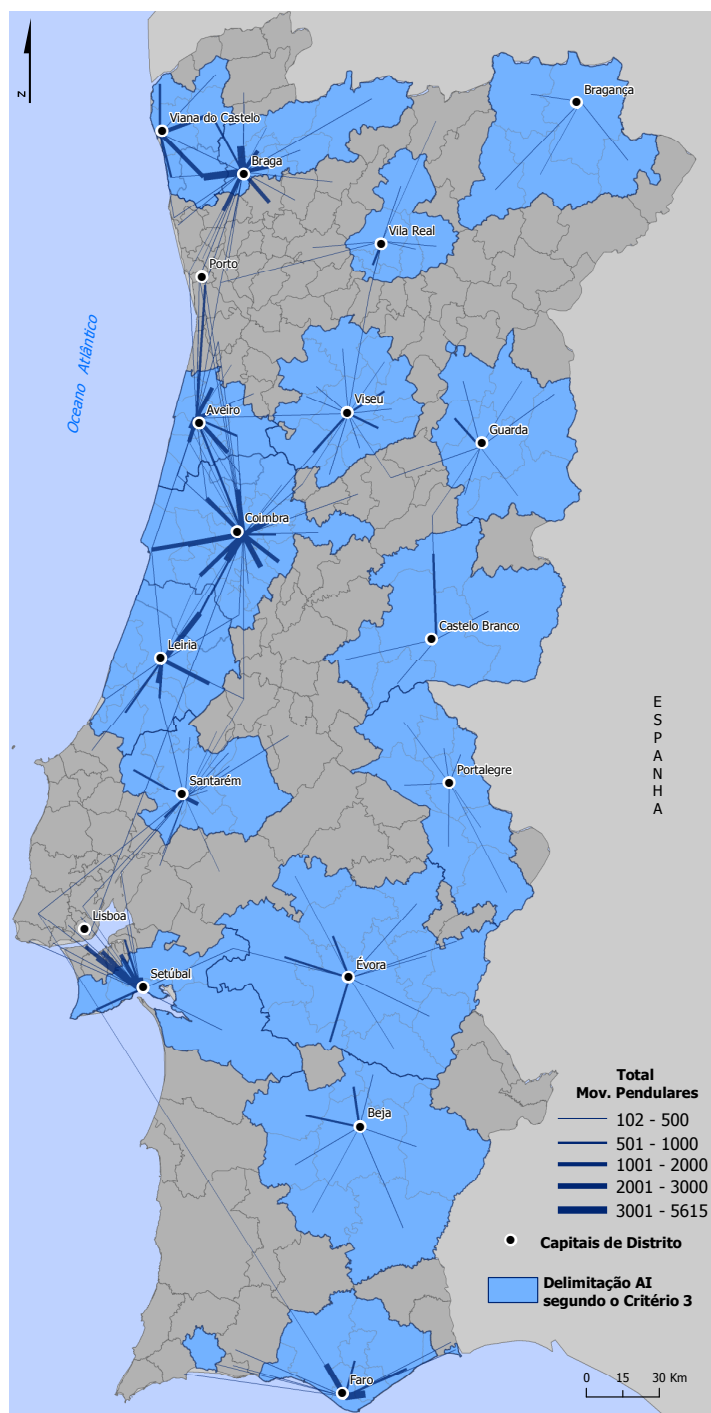 N
Bragança
Viana do Castelo
Braga
Vila Real
Porto
Oceano Atlântico
Viseu
Aveiro
Guarda
Coimbra
Castelo Branco
Leiria
E
S
P
A
N
H
A
Portalegre
Santarém
Lisboa
Évora
Setúbal
Beja
Faro
Total
Mov. Pendulares
102 - 500
501 - 1000
1001 - 2000
2001 - 3000
3001 - 5615
Capitais de Distrito
Delimitação AI
segundo o Critério 3
0 15 30 Km